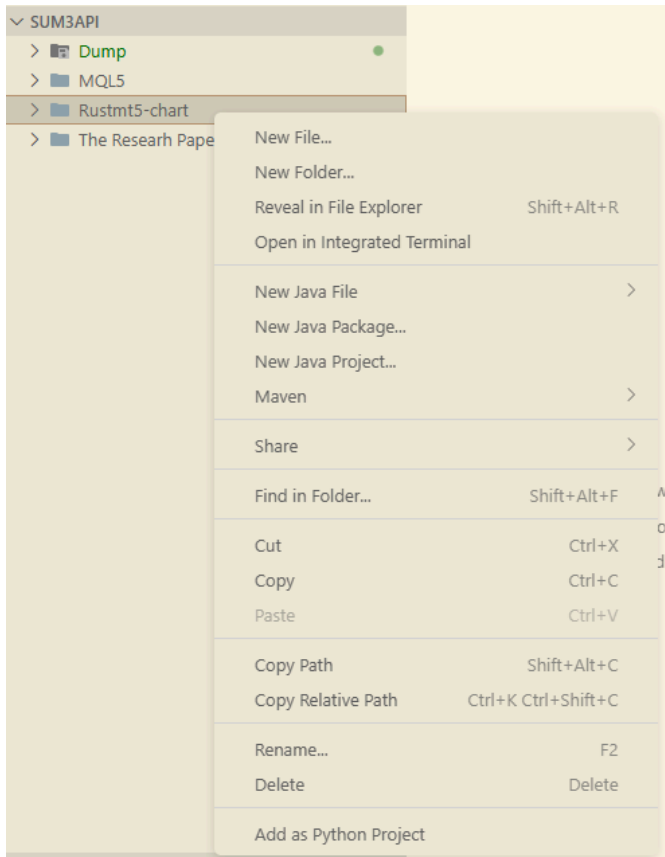 SUM3API
Dump
MQL5
Rustmt5-chart
The Researh Pape
New File...
New Folder...
Reveal in File Explorer Shift+Alt+R
Open in Integrated Terminal
New Java File
New Java Package...
New Java Project...
Maven
Share
Find in Folder... Shift+Alt+F
Cut Ctrl+X
Copy Ctrl+C
Paste Ctrl+V
Copy Path Shift+Alt+C
Copy Relative Path Ctrl+K Ctrl+Shift+C
Rename... F2
Delete Delete
Add as Python Project